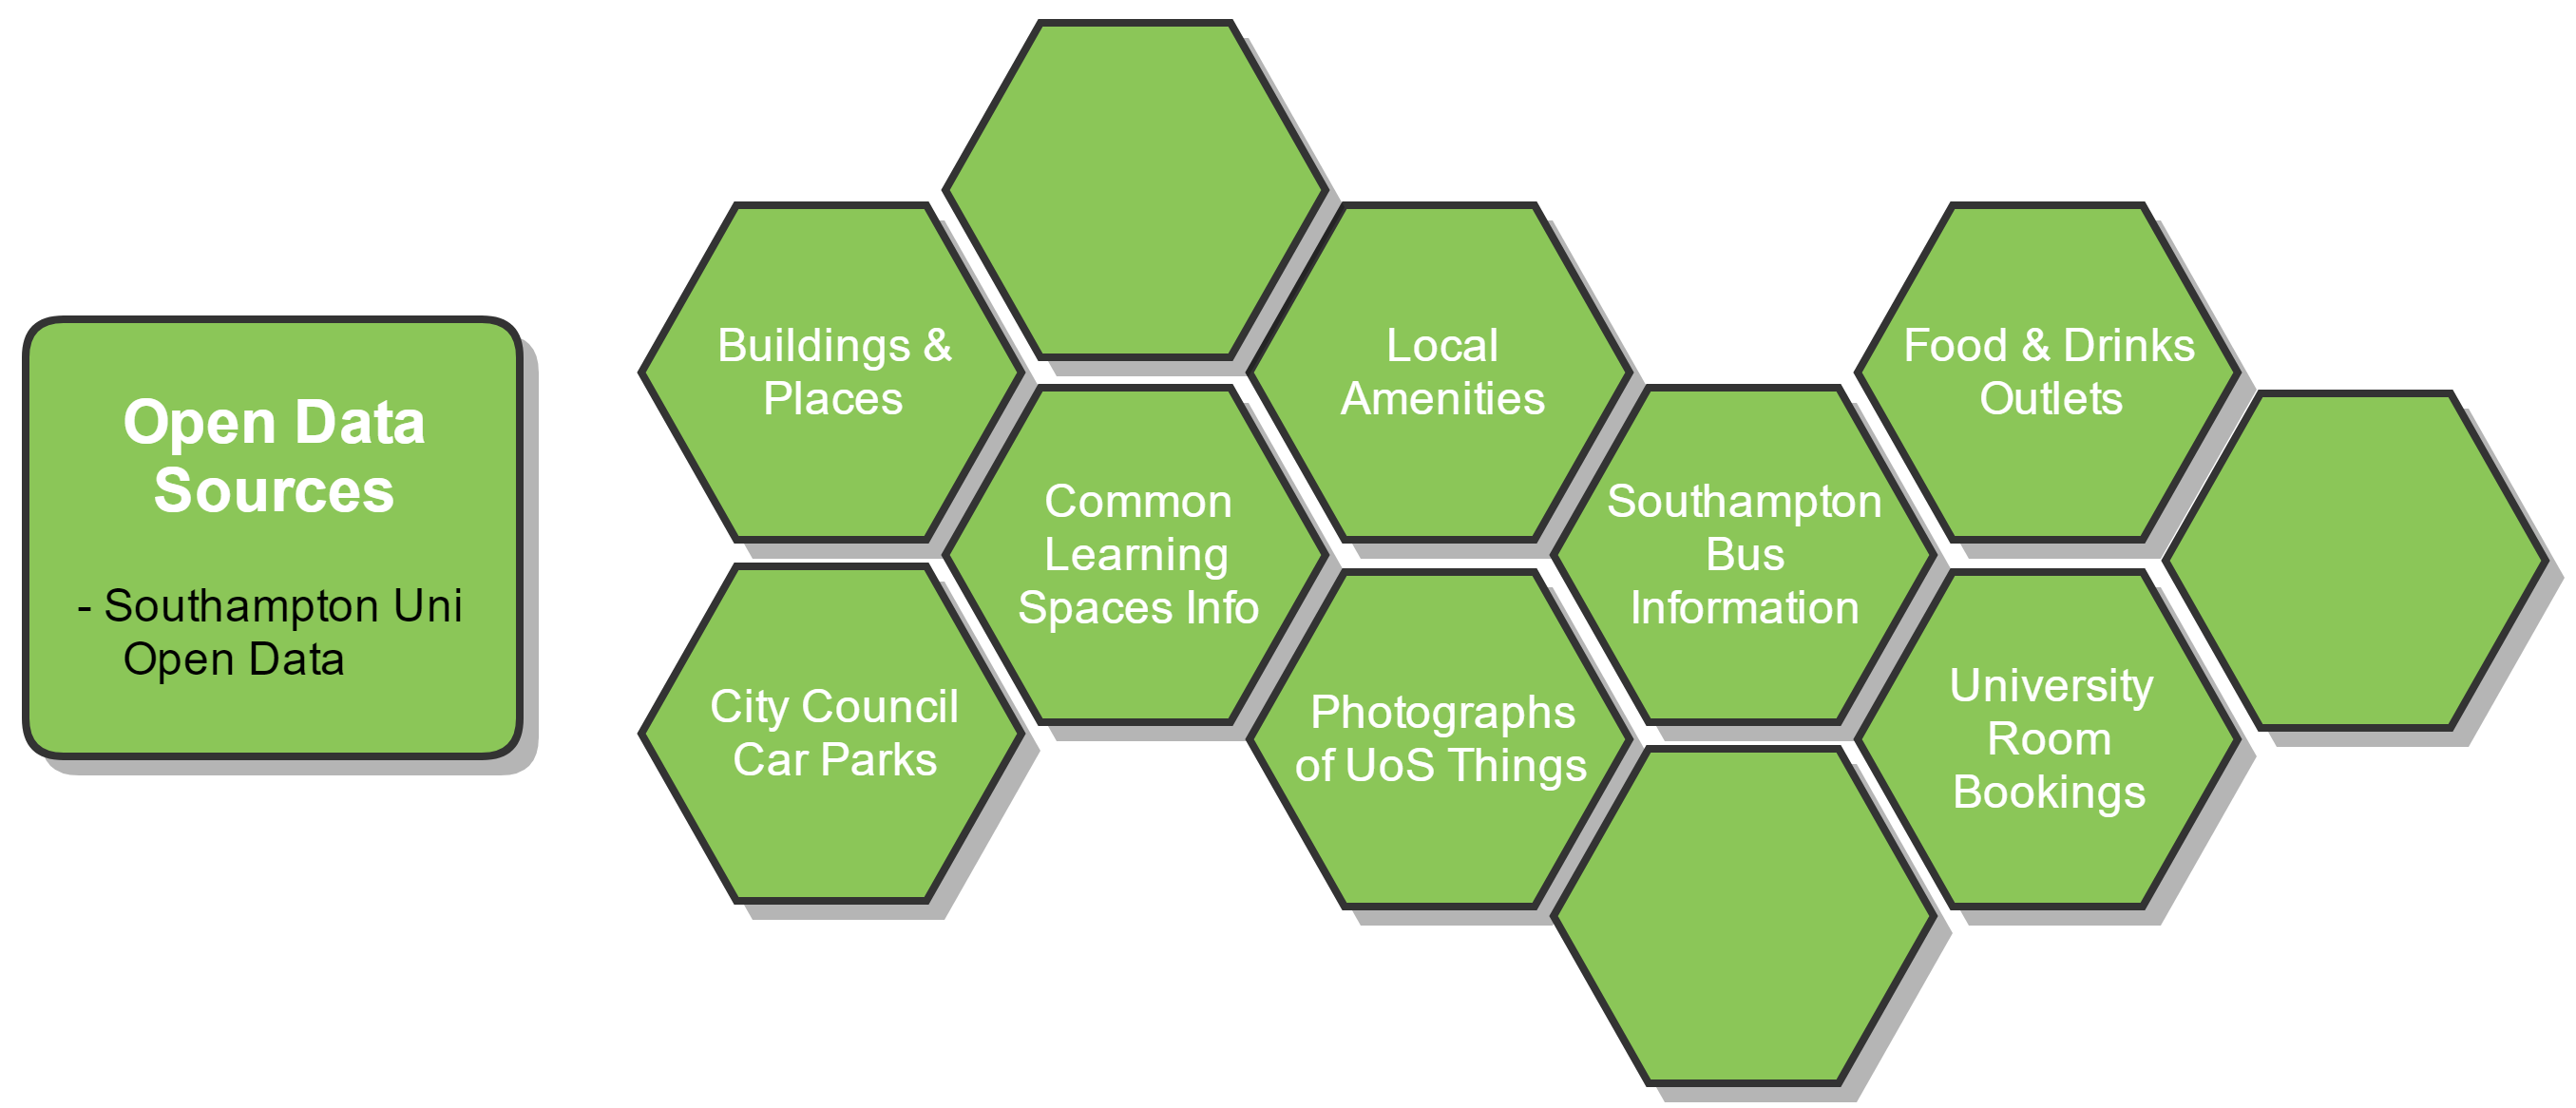 Open Data
Sources
- Southampton Uni
Open Data
Buildings &
Places
City Council
Car Parks
Common
Learning
Spaces Info
Local
Amenities
Photographs
of UoS Things
Southampton
Bus
Information
Food & Drinks
Outlets
University
Room
Bookings